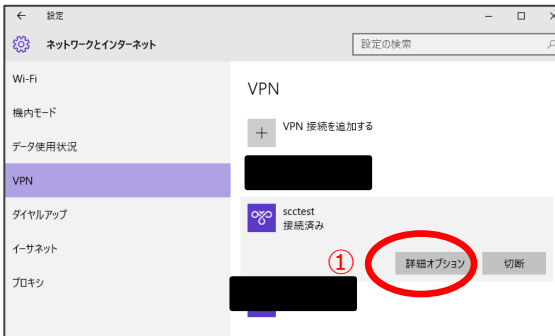 設定
ネットワークとインターネット
設定の検索
Wi-Fi
機内モード
データ使用状況
VPN
ダイヤルアップ
イーサネット
プロキシ
VPN
VPN 接続を追加する
scctest
接続済み
①
詳細オプション
切断